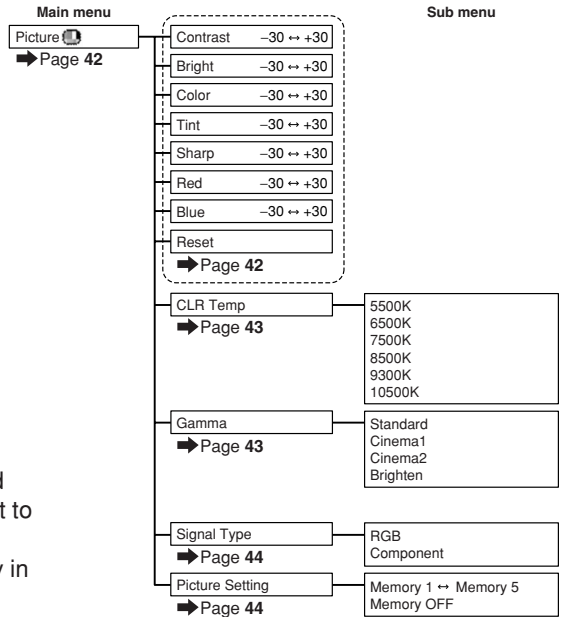 Main menu
Sub menu
Picture
➡Page 42
Contrast −30 ↔ +30
Bright −30 ↔ +30
Color −30 ↔ +30
Tint −30 ↔ +30
Sharp −30 ↔ +30
Red −30 ↔ +30
Blue −30 ↔ +30
Reset
➡Page 42
CLR Temp
➡Page 43
5500K
6500K
7500K
8500K
9300K
10500K
Gamma
➡Page 43
Standard
Cinema1
Cinema2
Brighten
Signal Type
➡Page 44
RGB
Component
Picture Setting
➡Page 44
Memory 1 ↔ Memory 5
Memory OFF
to
in